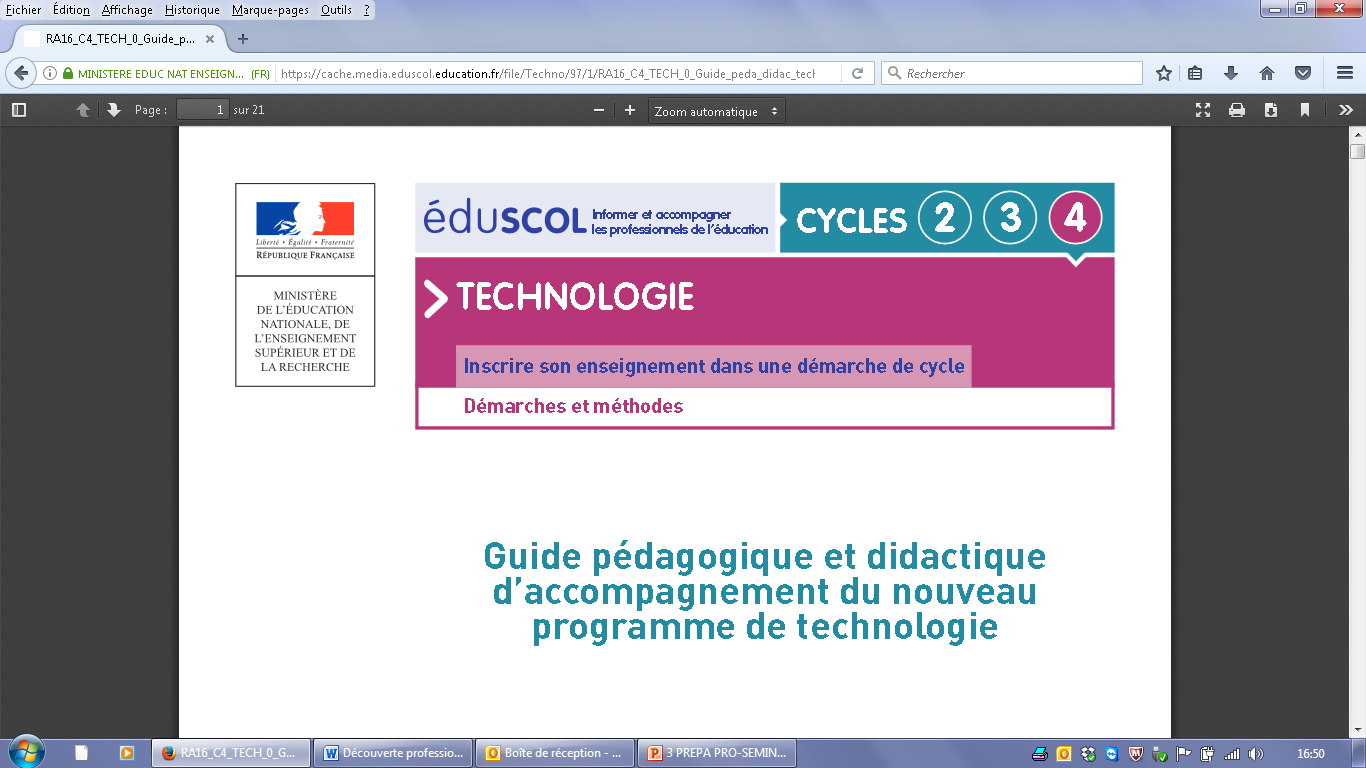 Fichier Édition Affichage Historique Marque-pages Outils ?
RA16_C4_TECH_0_Guide_p...
MINISTERE EDUC NAT ENSEIGN... (FR) https://cache.media.eduscol.education.fr/file/Techno/97/1/RA16_C4_TECH_0_Guide_peda_didac_tech Rechercher
Page : 1 sur 21 Zoom automatique
éduSCOL Informer et accompagner
les professionnels de l'éducation
CYCLES 2 3 4
Liberté • Égalité • Fraternité
RÉPUBLIQUE FRANÇAISE
MINISTÈRE
DE L'ÉDUCATION
NATIONALE, DE
L'ENSEIGNEMENT
SUPÉRIEUR ET DE
LA RECHERCHE
TECHNOLOGIE
Inscrire son enseignement dans une démarche de cycle
Démarches et méthodes
Guide pédagogique et didactique
d'accompagnement du nouveau
programme de technologie
RA16_C4_TECH_0_G... Découverte professio... Boîte de réception - ... 3 PREPA PRO-SEMIN... 16:50